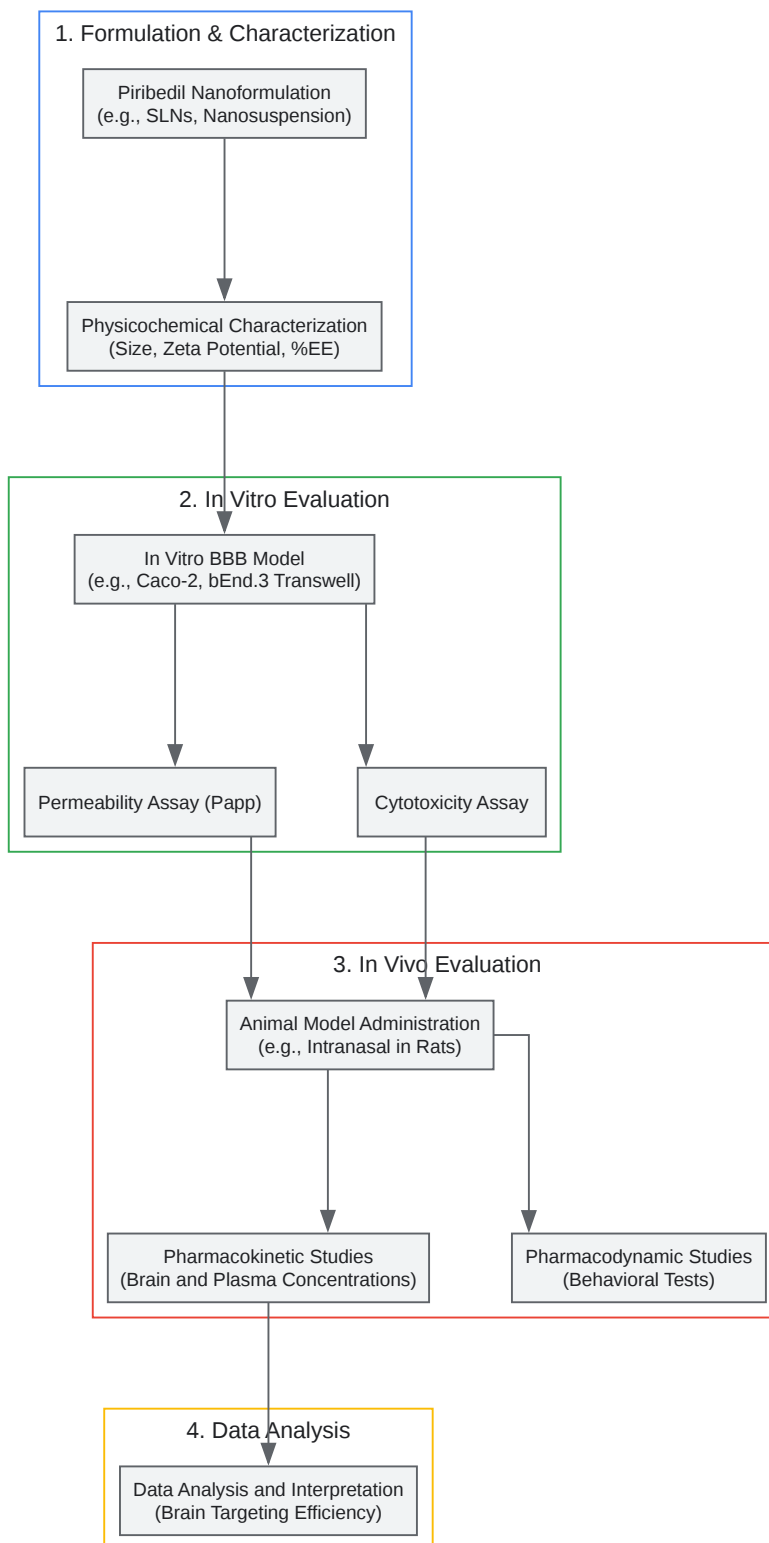 1. Formulation & Characterization
Piribedil Nanoformulation
(e.g., SLNs, Nanosuspension)
Physicochemical Characterization
(Size, Zeta Potential, %EE)
2. In Vitro Evaluation
In Vitro BBB Model
(e.g., Caco-2, bEnd.3 Transwell)
Permeability Assay (Papp)
Cytotoxicity Assay
3. In Vivo Evaluation
Animal Model Administration
(e.g., Intranasal in Rats)
Pharmacokinetic Studies
(Brain and Plasma Concentrations)
Pharmacodynamic Studies
(Behavioral Tests)
4. Data Analysis
Data Analysis and Interpretation
(Brain Targeting Efficiency)